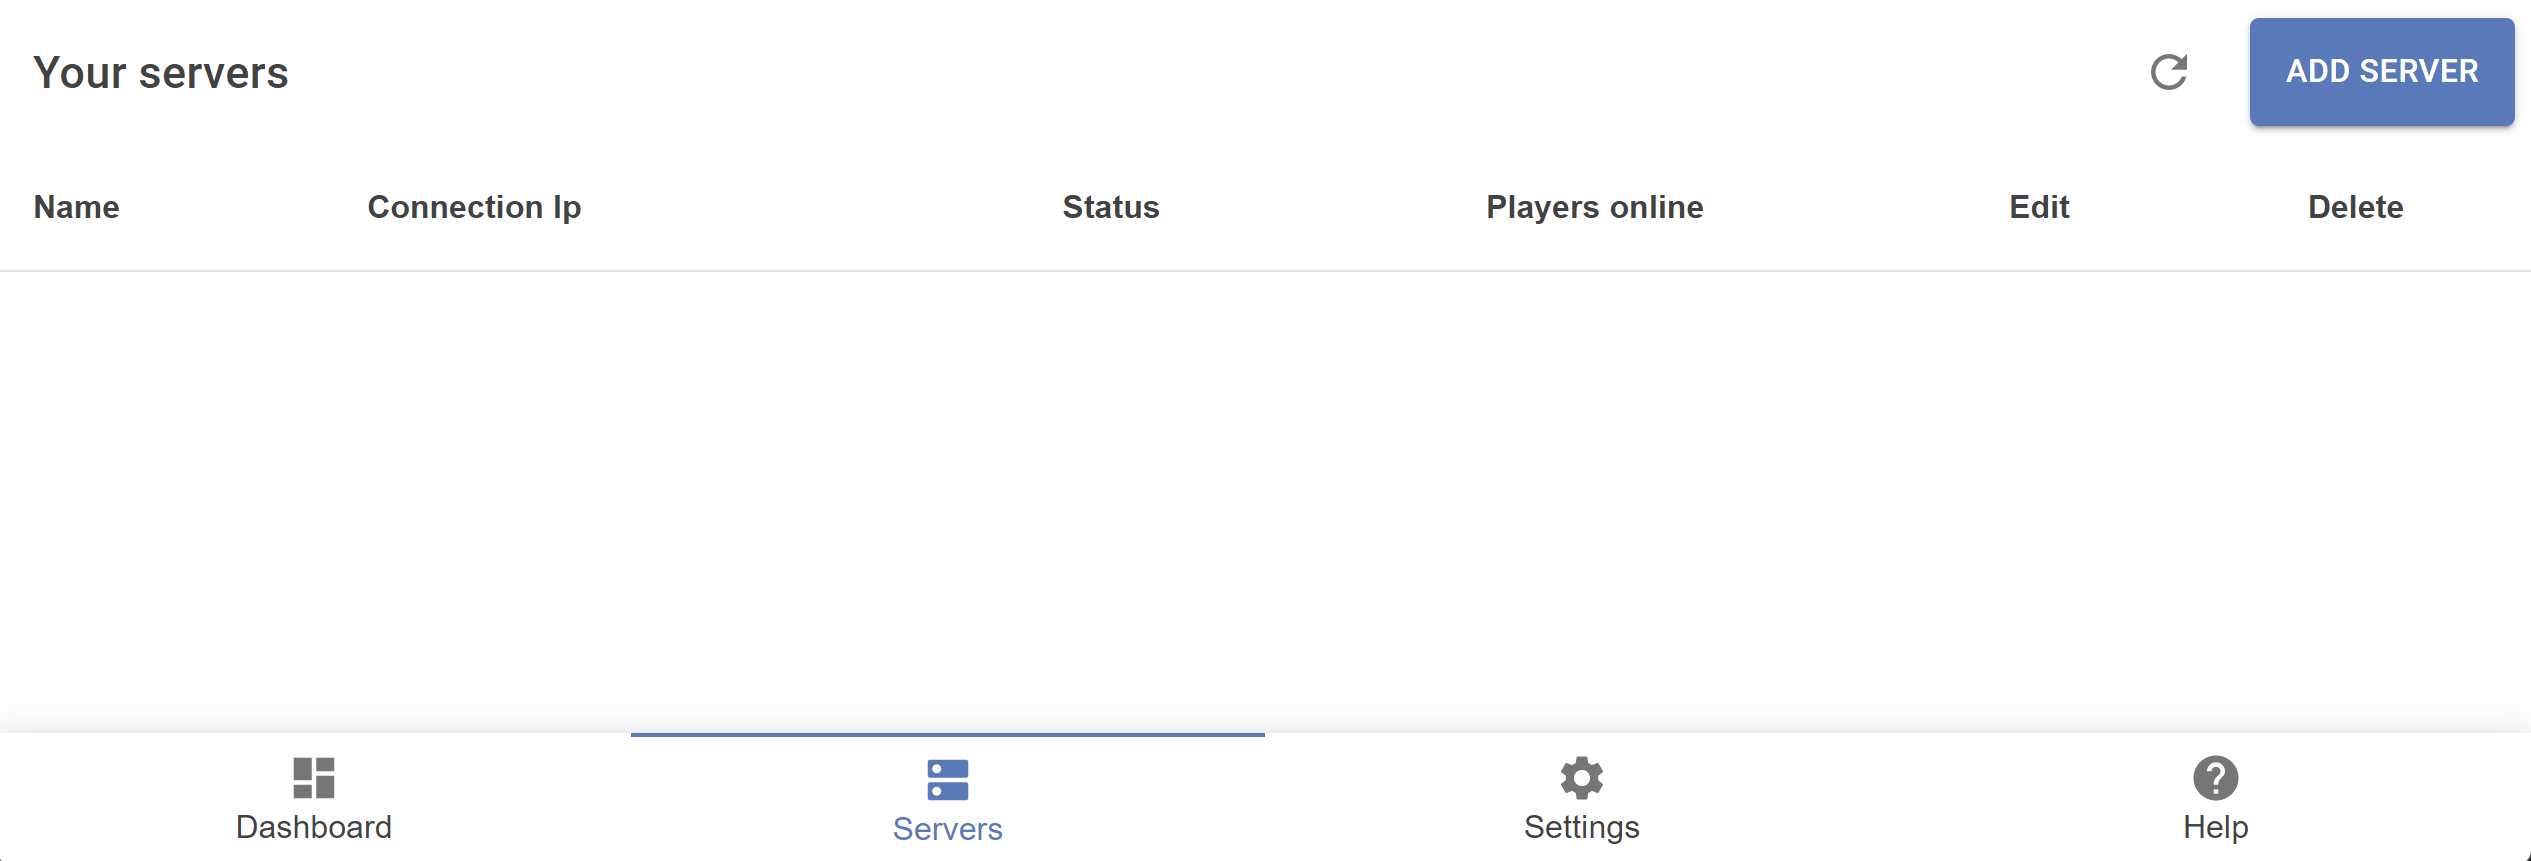 Your servers
ADD SERVER
Name Connection Ip Status Players online Edit Delete
Dashboard Servers Settings Help